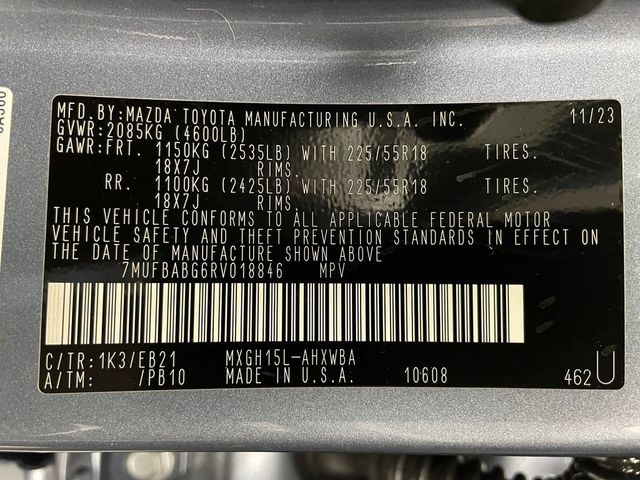 MFD.BY:MAZDA TOYOTA MANUFACTURING U.S.A. INC. 11/23
GVWR:2085KG (4600LB)
GAWR:FRT. 1150KG (2535LB) WITH 225/55R18 TIRES.
18X7J RIMS.
RR. 1100KG (2425LB) WITH 225/55R18 TIRES.
18X7J RIMS.
THIS VEHICLE CONFORMS TO ALL APPLICABLE FEDERAL MOTOR
VEHICLE SAFETY AND THEFT PREVENTION STANDARDS IN EFFECT ON
THE DATE OF MANUFACTURE SHOWN ABOVE
7MUFBABG6RV018846 MPV
C/TR:1K3/EB21 MXGH15L-AHXWBA
A/TM: /PB10 MADE IN U.S.A. 10608 462U